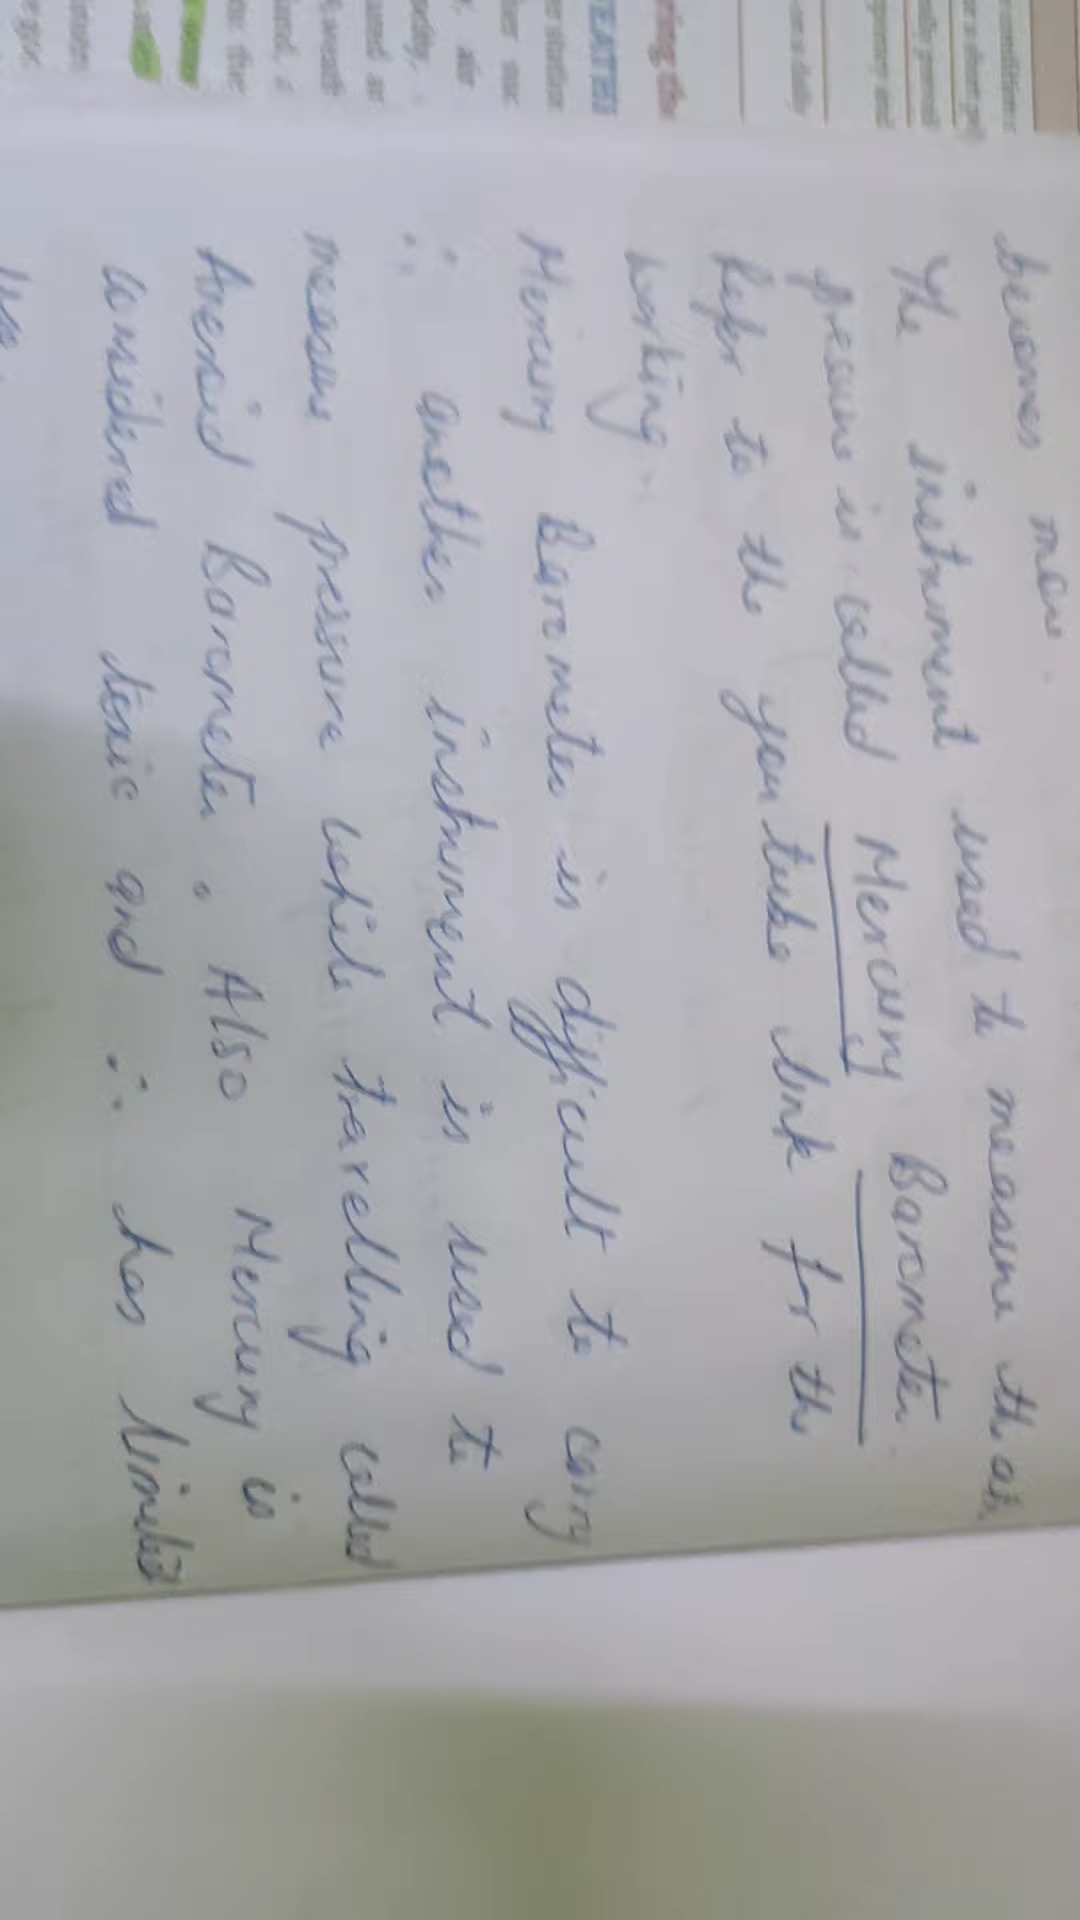 becomes more.
The instrument used to measure the air
pressure is called Mercury Barometer.
Refer to the you tube link for the
working.
Mercury Barometer is difficult to carry
∴ another instrument is used to
measure pressure while travelling called
Aneroid Barometer. Also Mercury is
considered toxic and ∴ has limited
use.